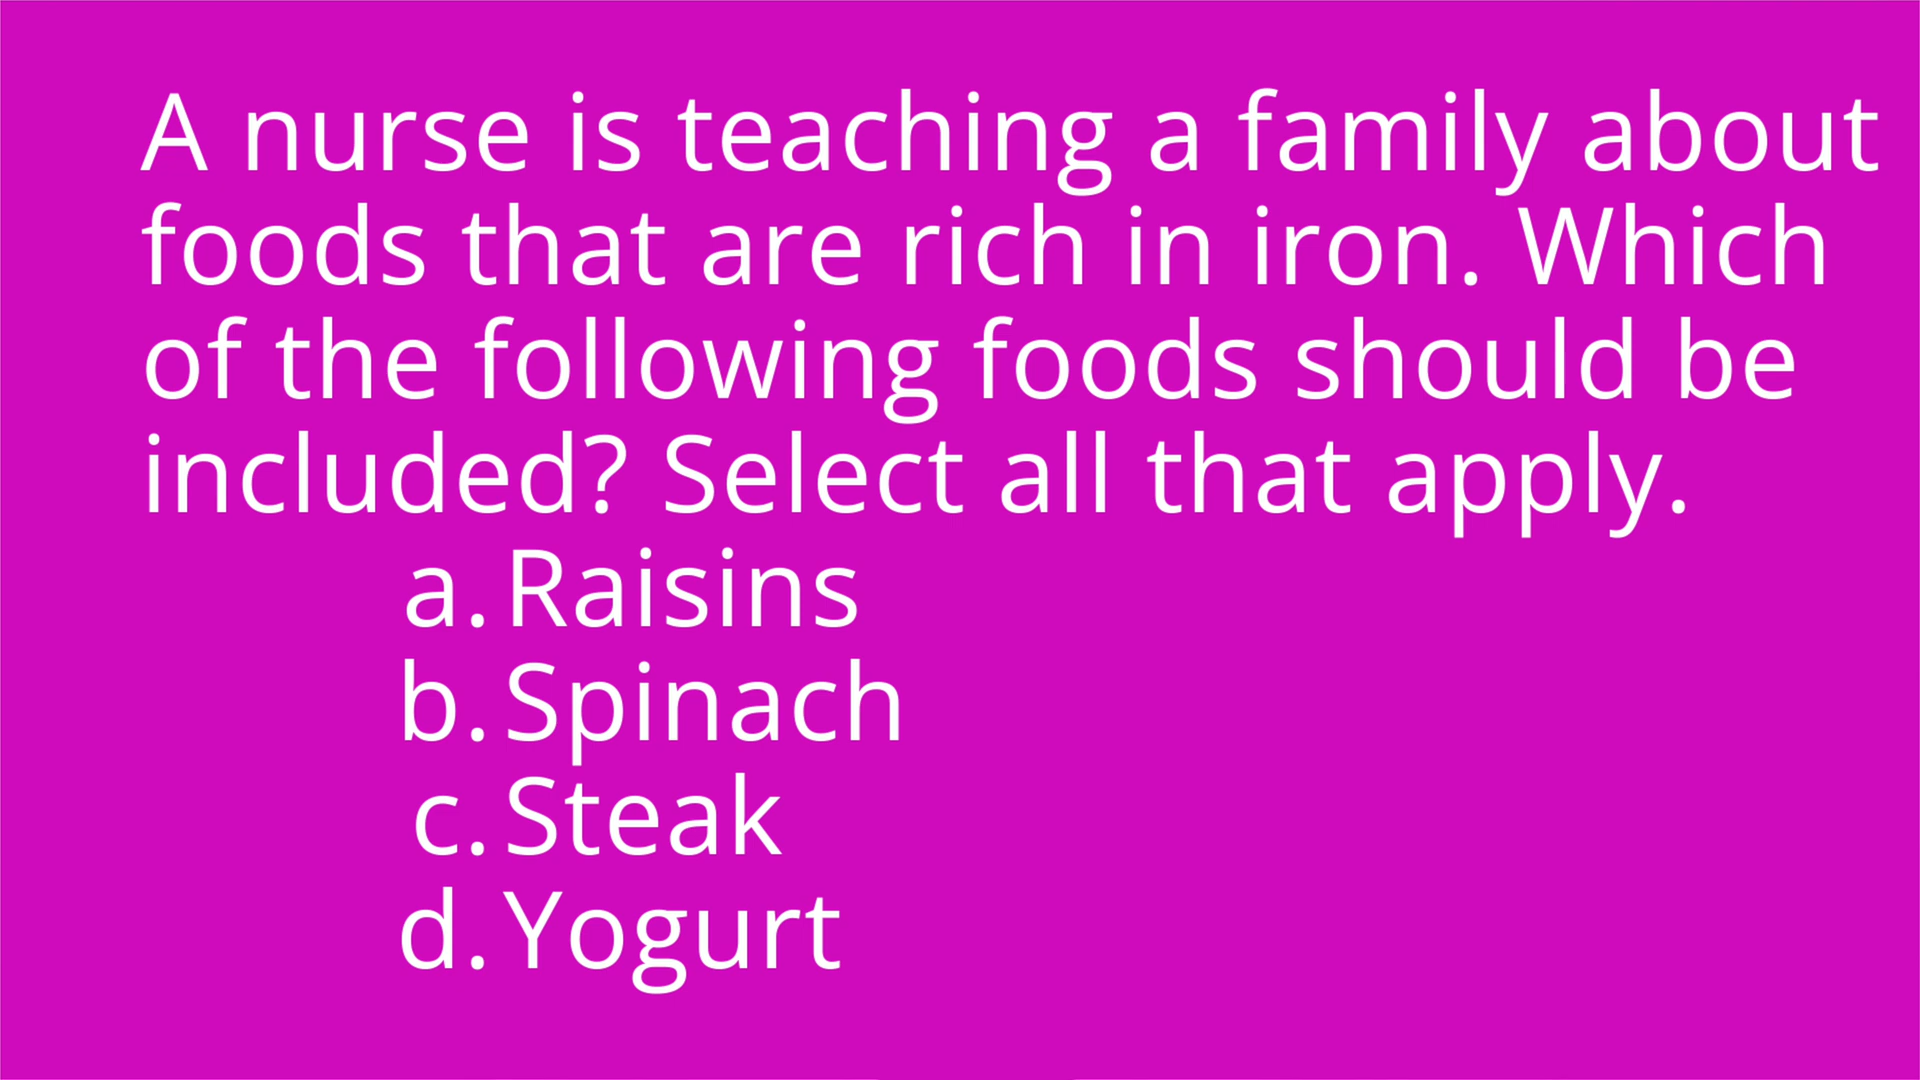 A nurse is teaching a family about
foods that are rich in iron. Which
of the following foods should be
included? Select all that apply.
a. Raisins
b. Spinach
c. Steak
d. Yogurt